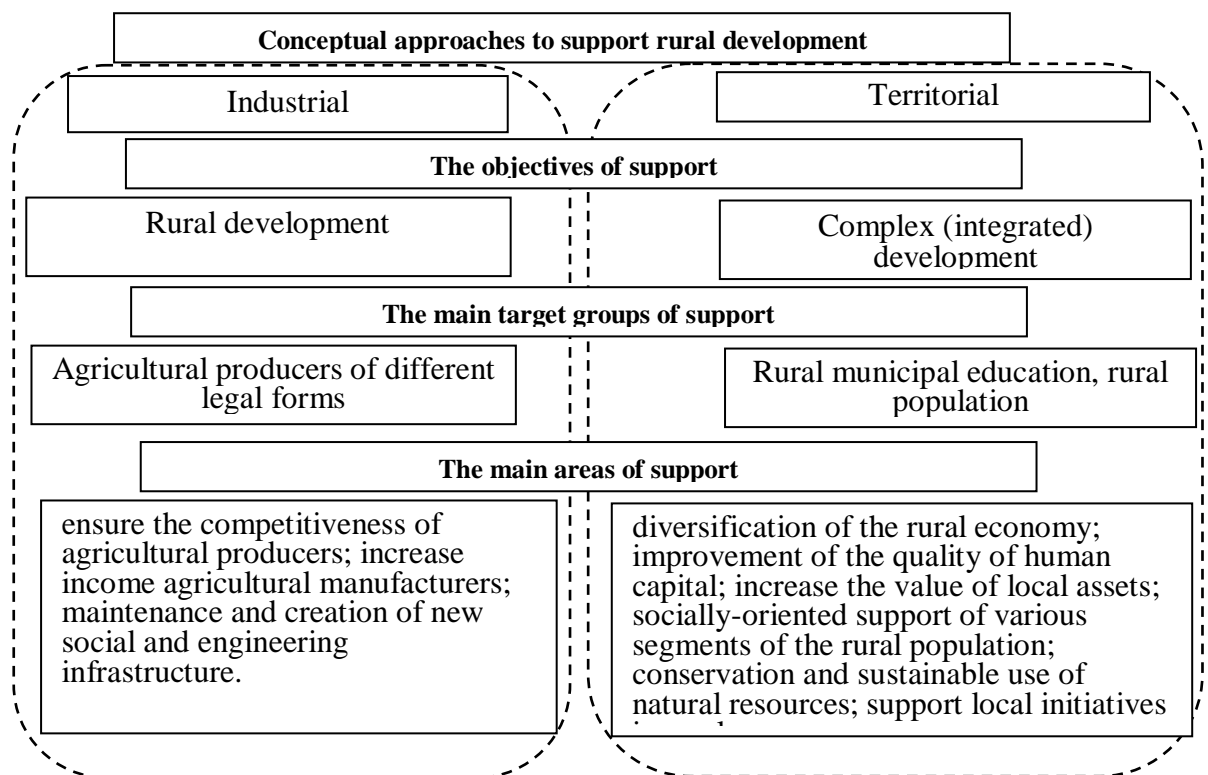 Conceptual approaches to support rural development
Industrial
Territorial
The objectives of support
Rural development
Complex (integrated)
development
The main target groups of support
Agricultural producers of different
legal forms
Rural municipal education, rural
population
The main areas of support
ensure the competitiveness of
agricultural producers; increase
income agricultural manufacturers;
maintenance and creation of new
social and engineering
infrastructure.
diversification of the rural economy;
improvement of the quality of human
capital; increase the value of local assets;
socially-oriented support of various
segments of the rural population;
conservation and sustainable use of
natural resources; support local initiatives